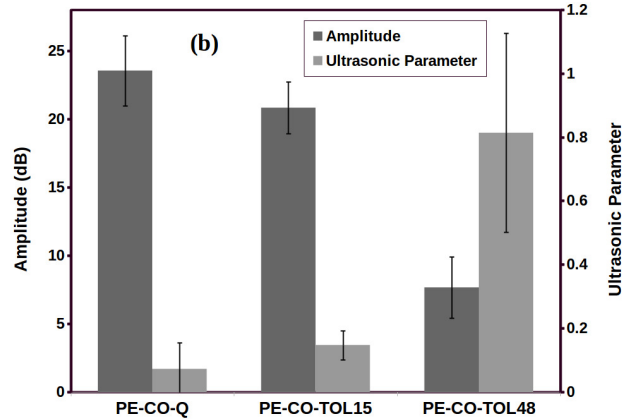 (b)
Amplitude
Ultrasonic Parameter
Amplitude (dB)
25
20
15
10
5
0
1.2
1
0.8
0.6
0.4
0.2
0
Ultrasonic Parameter
PE-CO-Q PE-CO-TOL15 PE-CO-TOL48